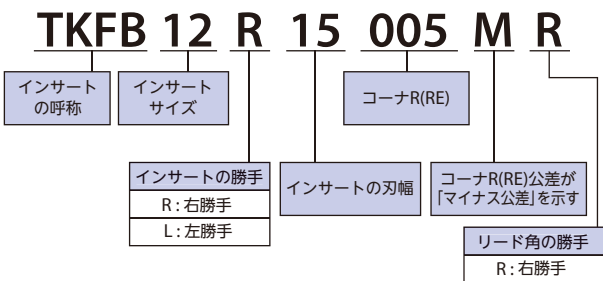 TKFB 12 R 15 005 M R
インサート
の呼称
インサート
サイズ
コーナR(RE)
インサートの勝手
R : 右勝手
L : 左勝手
インサートの刃幅
コーナR(RE)公差が
「マイナス公差」を示す
リード角の勝手
R : 右勝手